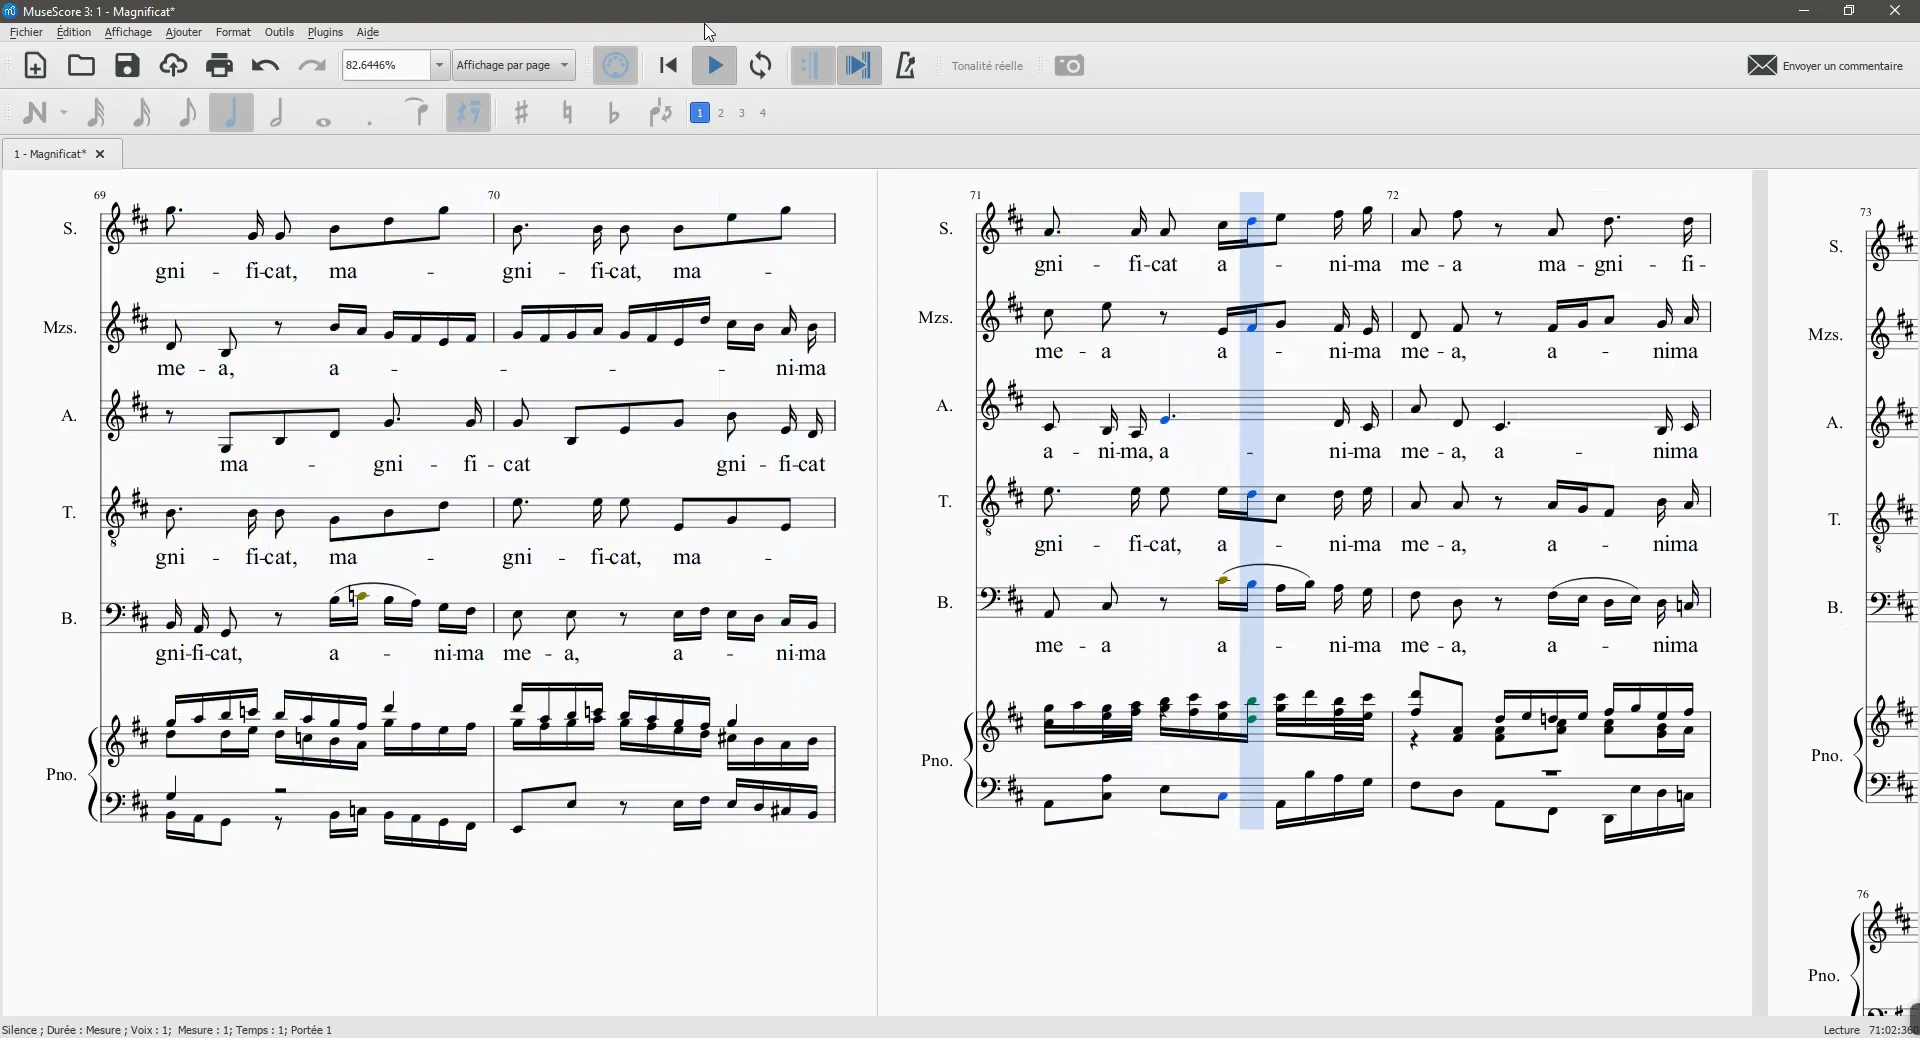 MuseScore 3: 1 - Magnificat*
Fichier Édition Affichage Ajouter Format Outils Plugins Aide
82.6446% Affichage par page Tonalité réelle Envoyer un commentaire
1 2 3 4
1 - Magnificat*
69 70
S.
gni - fi-cat, ma - gni - fi-cat, ma -
Mzs.
me - a, a - - - - ni-ma
A.
ma - gni - fi - cat gni - fi-cat
T.
8
gni - fi-cat, ma - gni - fi-cat, ma -
B.
gni-fi-cat, a - ni-ma me - a, a - ni-ma
Pno.
71 72
S.
gni - fi-cat a - ni-ma me - a ma - gni - fi-
Mzs.
me - a a - ni-ma me - a, a - nima
A.
a - ni-ma, a - ni-ma me - a, a - nima
T.
8
gni - fi-cat, a - ni-ma me - a, a - nima
B.
me - a a - ni-ma me - a, a - nima
Pno.
73
S.
Mzs.
A.
T.
8
B.
Pno.
76
Pno.
Silence ; Durée : Mesure ; Voix : 1; Mesure : 1; Temps : 1; Portée 1
Lecture 71:02:360